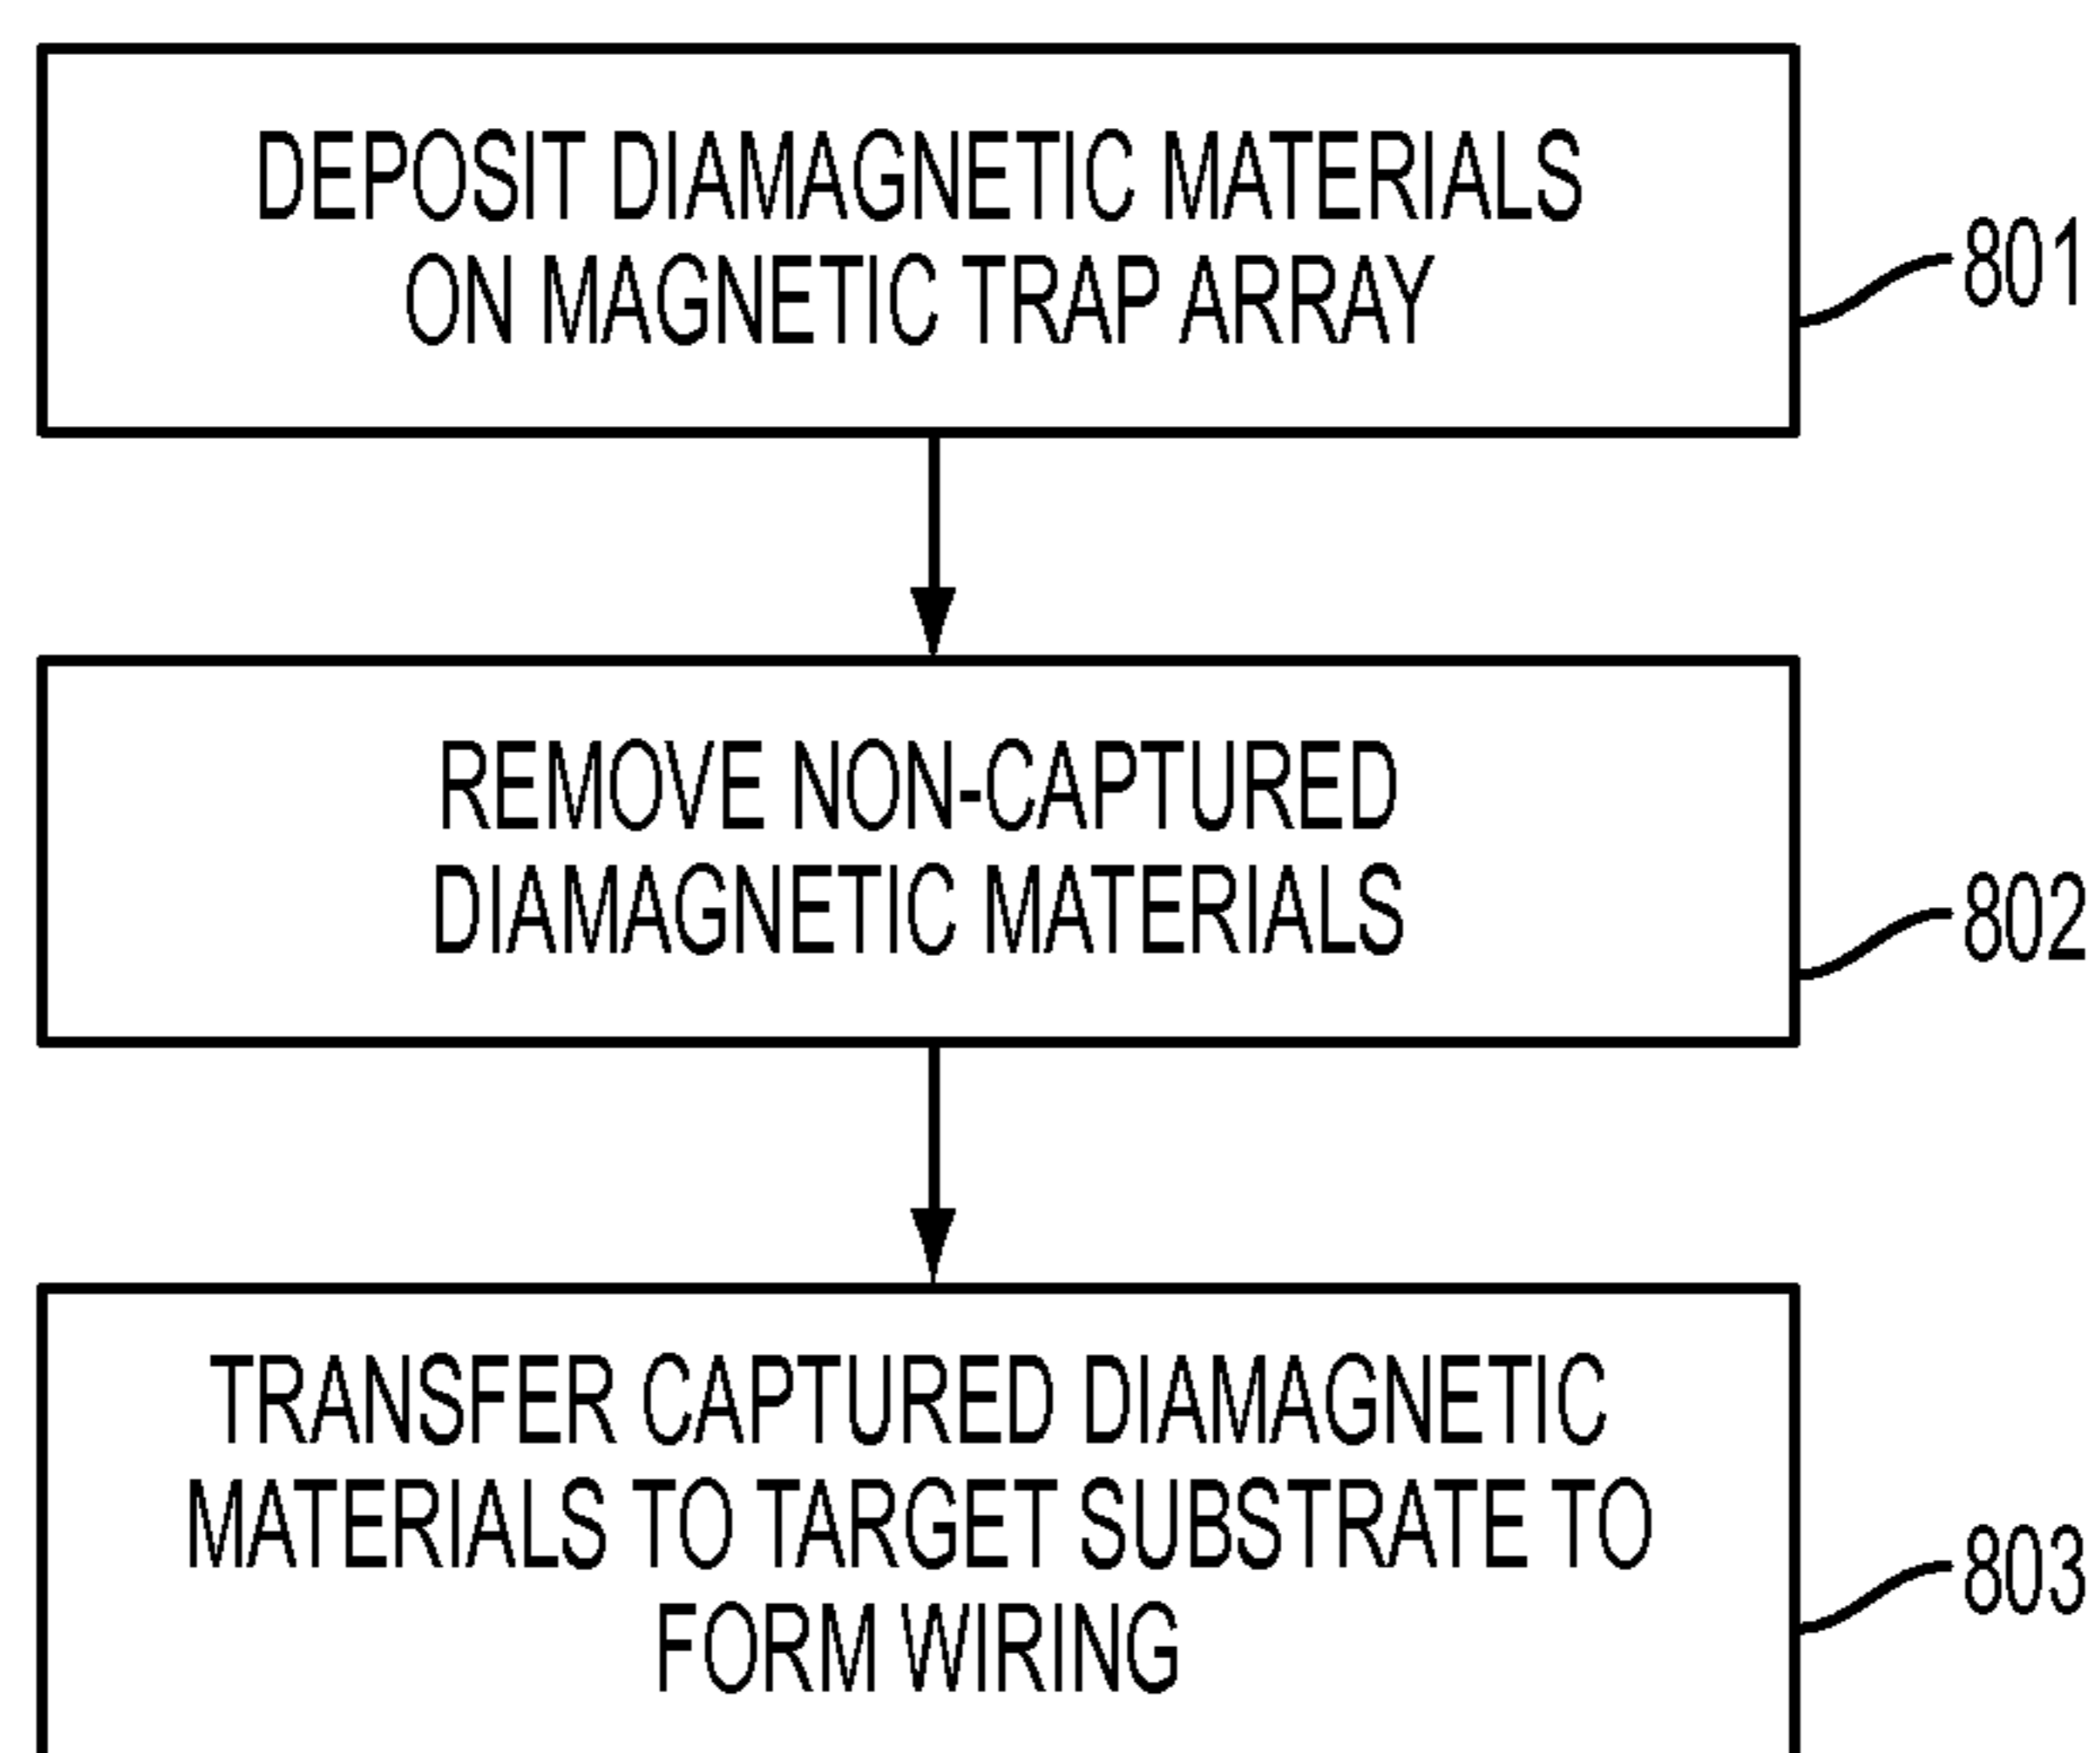 DEPOSIT DIAMAGNETIC MATERIALS
ON MAGNETIC TRAP ARRAY
801
REMOVE NON-CAPTURED
DIAMAGNETIC MATERIALS
802
TRANSFER CAPTURED DIAMAGNETIC
MATERIALS TO TARGET SUBSTRATE TO
FORM WIRING
803